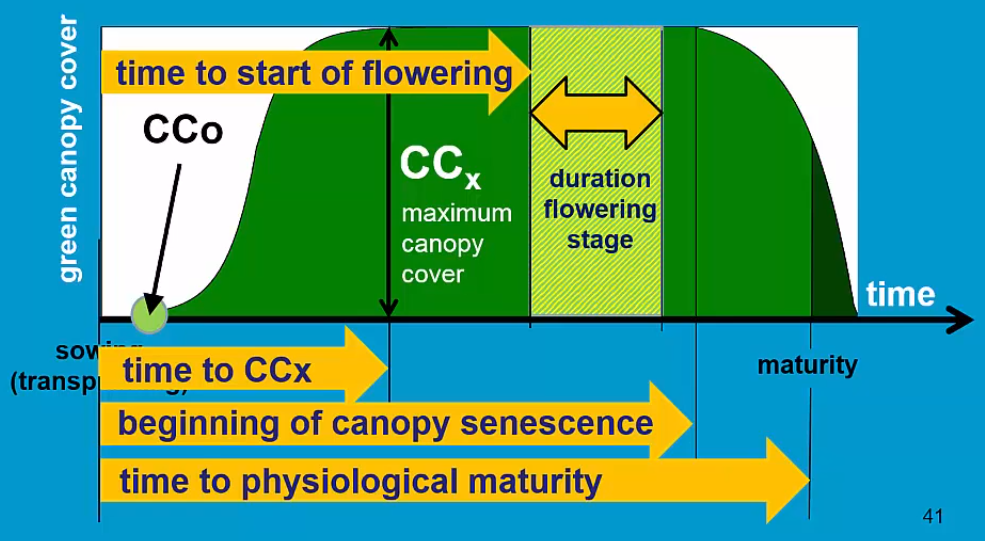 green canopy cover
time to start of flowering
CCo
CCx
maximum
canopy
cover
duration
flowering
stage
time
maturity
time to CCx
beginning of canopy senescence
time to physiological maturity
41